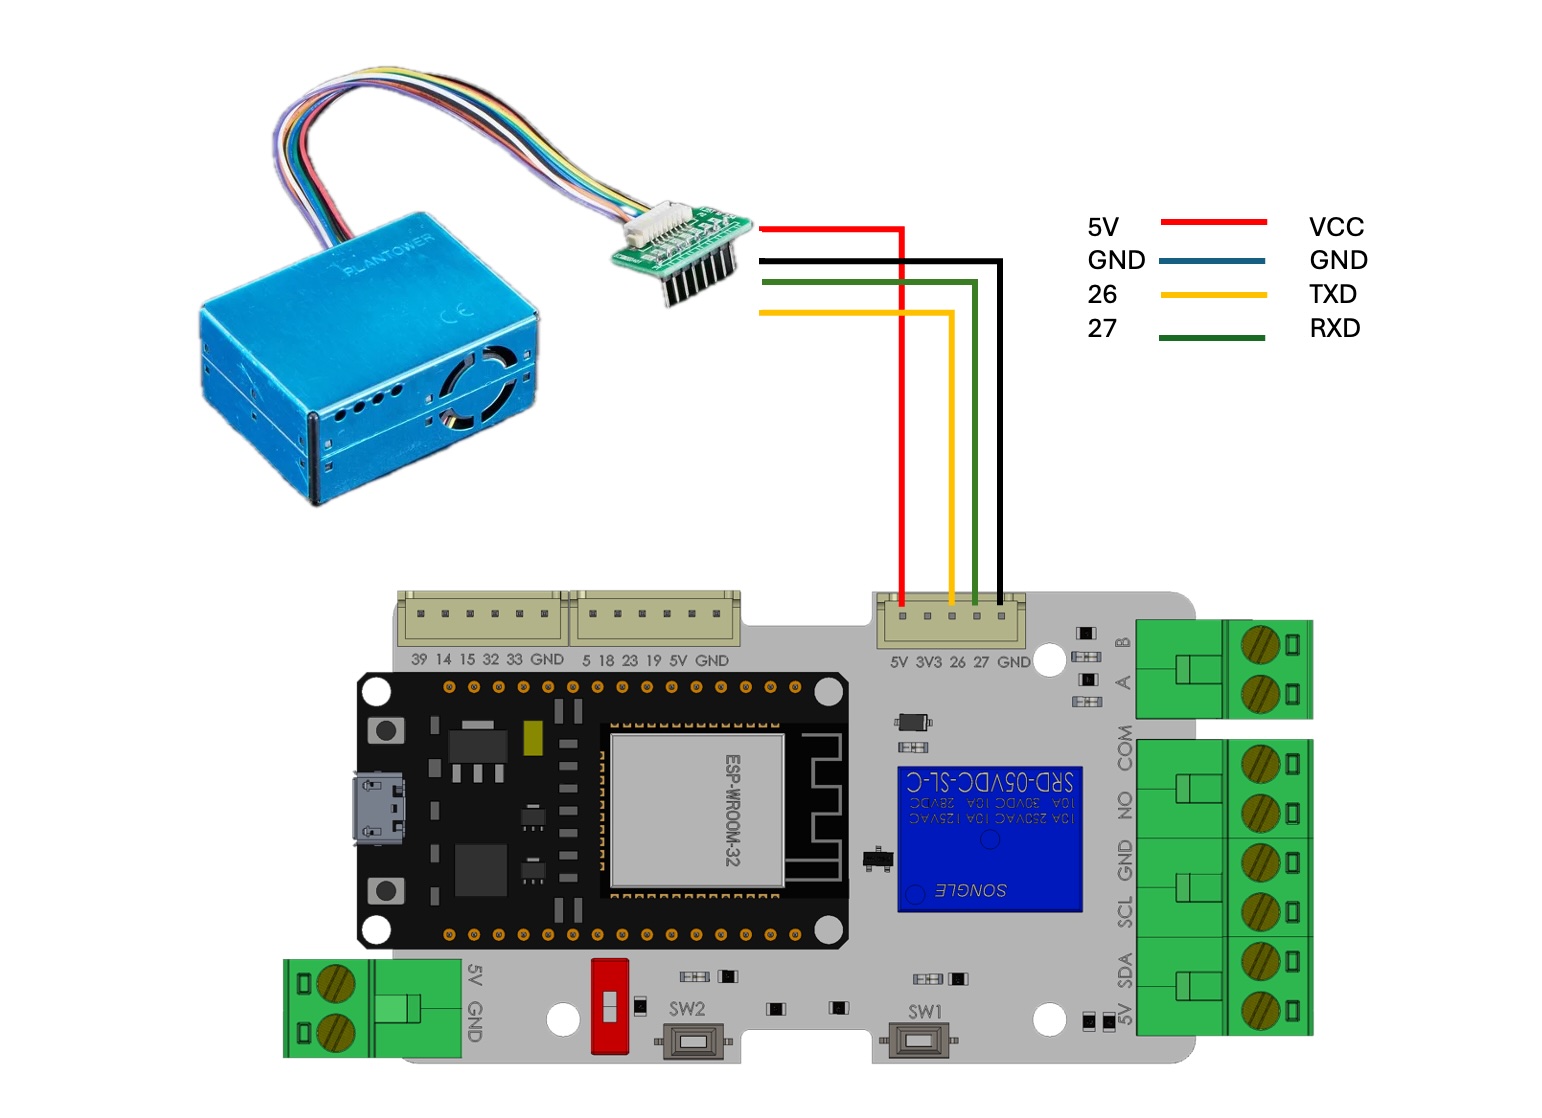 PLANTOWER
CE
5V VCC
GND GND
26 TXD
27 RXD
39 14 15 32 33 GND
5 18 23 19 5V GND
5V 3V3 26 27 GND
B
A
COM
NO
GND
SCL
SDA
5V
ESP-WROOM-32
SRD-05VDC-SL-C
10A 30VDC 10A 28VDC
10A 250VAC 10A 125VAC
SONGLE
5V
GND
SW2
SW1